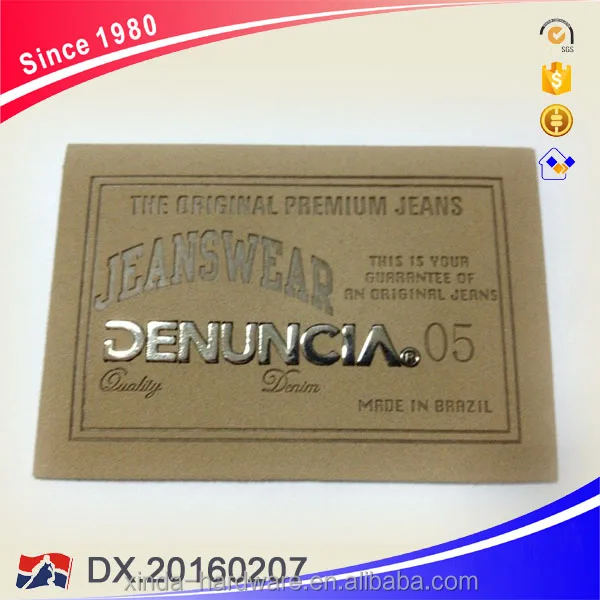 Since 1980
SGS
THE ORIGINAL PREMIUM JEANS
JEANSWEAR
THIS IS YOUR
GUARANTEE OF
AN ORIGINAL JEANS
DENUNCIA® 05
Quality Denim
MADE IN BRAZIL
DX.20160207
xinda-hardware.en.alibaba.com